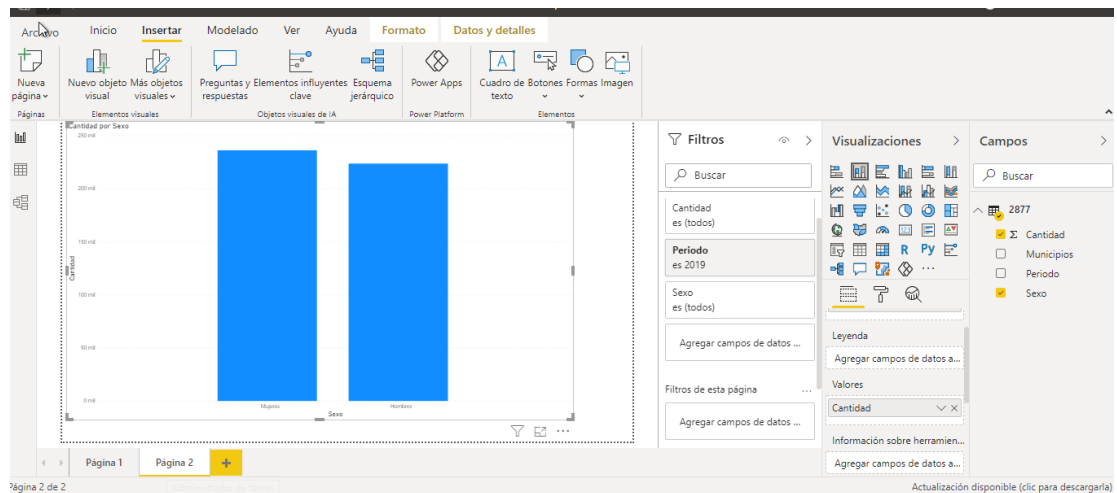 Archivo Inicio Insertar Modelado Ver Ayuda Formato Datos y detalles
Nueva página
Nuevo objeto visual
Más objetos visuales
Preguntas y respuestas
Elementos influyentes clave
Esquema jerárquico
Power Apps
Cuadro de texto
Botones
Formas
Imagen
Páginas Elementos visuales Objetos visuales de IA Power Platform Elementos
Cantidad por Sexo
250 mil
200 mil
150 mil
100 mil
50 mil
0 mil
Cantidad
Mujeres Hombres
Sexo
Filtros
Buscar
Cantidad
es (todos)
Periodo
es 2019
Sexo
es (todos)
Agregar campos de datos ...
Filtros de esta página ...
Agregar campos de datos ...
Visualizaciones
R Py
Leyenda
Agregar campos de datos a...
Valores
Cantidad
Información sobre herramien...
Agregar campos de datos a...
Campos
Buscar
2877
Σ Cantidad
Municipios
Periodo
Sexo
Página 1 Página 2 +
Página 2 de 2
Actualización disponible (clic para descargarla)